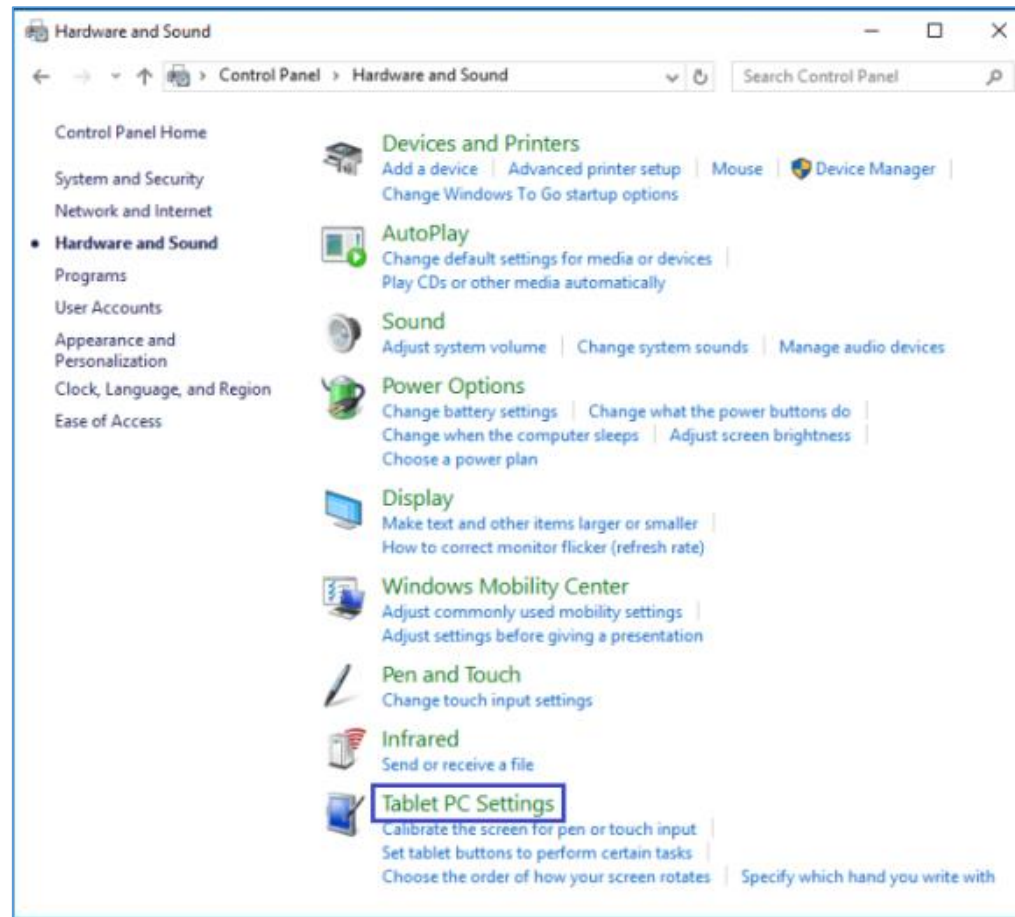 Hardware and Sound
Control Panel > Hardware and Sound
Search Control Panel
Control Panel Home
System and Security
Network and Internet
Hardware and Sound
Programs
User Accounts
Appearance and
Personalization
Clock, Language, and Region
Ease of Access
Devices and Printers
Add a device | Advanced printer setup | Mouse | Device Manager
Change Windows To Go startup options
AutoPlay
Change default settings for media or devices
Play CDs or other media automatically
Sound
Adjust system volume | Change system sounds | Manage audio devices
Power Options
Change battery settings | Change what the power buttons do
Change when the computer sleeps | Adjust screen brightness
Choose a power plan
Display
Make text and other items larger or smaller
How to correct monitor flicker (refresh rate)
Windows Mobility Center
Adjust commonly used mobility settings
Adjust settings before giving a presentation
Pen and Touch
Change touch input settings
Infrared
Send or receive a file
Tablet PC Settings
Calibrate the screen for pen or touch input
Set tablet buttons to perform certain tasks
Choose the order of how your screen rotates | Specify which hand you write with